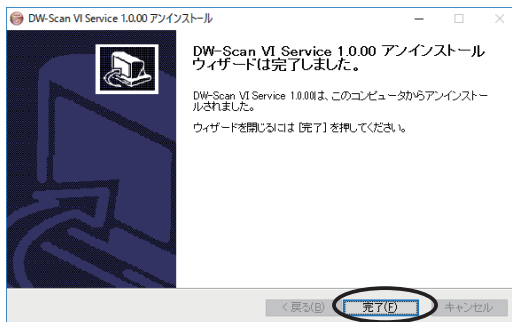 DW-Scan VI Service 1.0.00 アンインストール
DW-Scan VI Service 1.0.00 アンインストール
ウィザードは完了しました。
DW-Scan VI Service 1.0.00は、このコンピュータからアンインストー
ルされました。
ウィザードを閉じるには [完了] を押してください。
< 戻る(B)
完了(F)
キャンセル